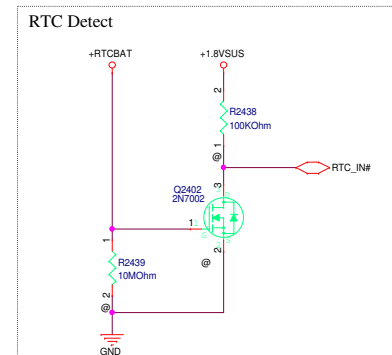 RTC Detect
+RTCBAT
+1.8VSUS
2
R2438
100KOhm
1
@
RTC_IN#
3
Q2402
2N7002
1
2
@
1
R2439
10MOhm
2
@
GND